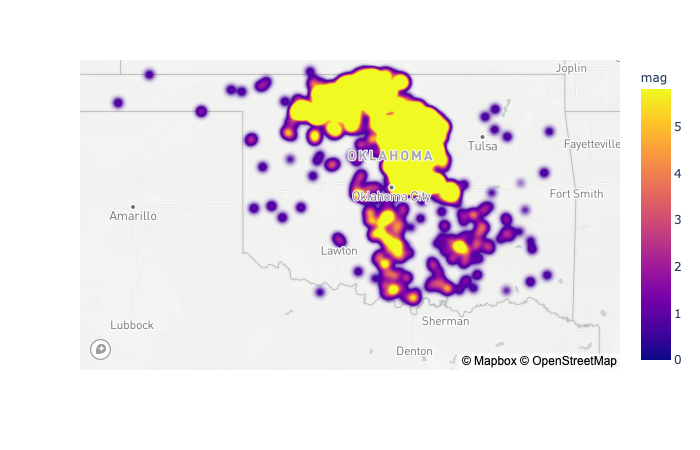 Joplin
mag
5
Tulsa
Fayetteville
OKLAHOMA
4
Oklahoma City
Fort Smith
Amarillo
3
Lawton
2
Lubbock
Sherman
1
Denton
© Mapbox © OpenStreetMap
0